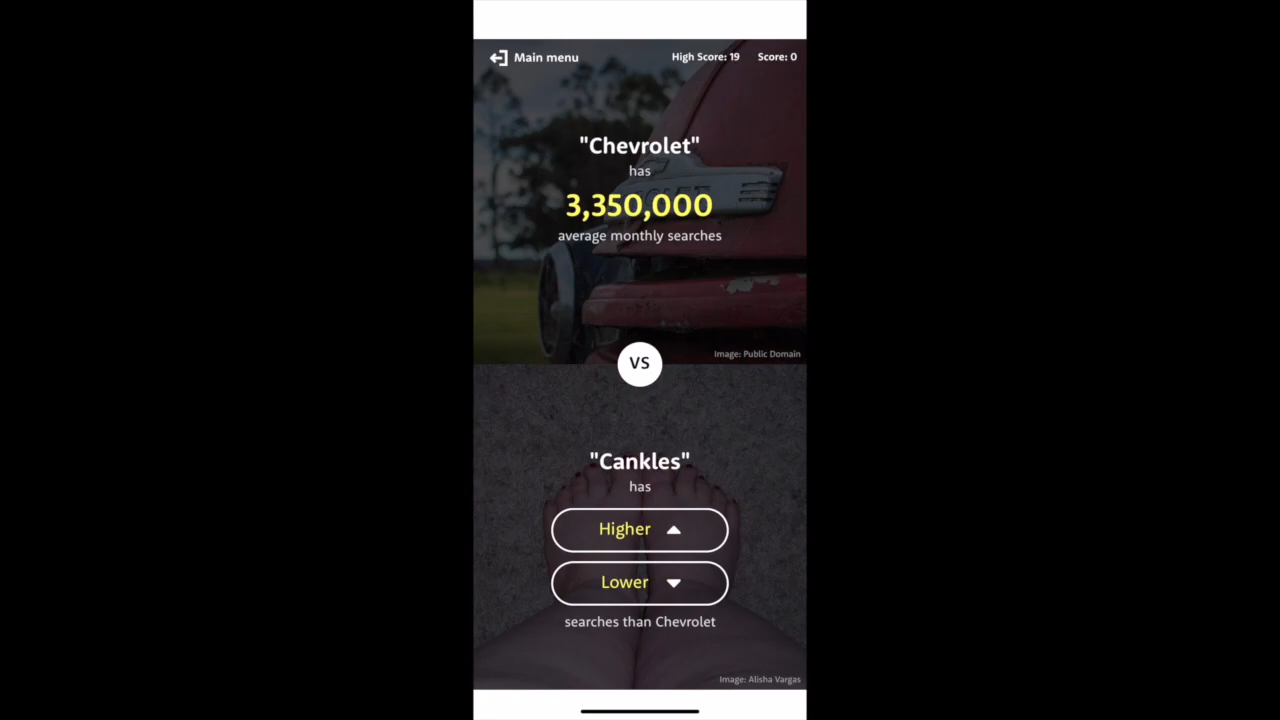 Main menu
High Score: 19
Score: 0
"Chevrolet"
has
3,350,000
average monthly searches
Image: Public Domain
VS
"Cankles"
has
Higher
Lower
searches than Chevrolet
Image: Alisha Vargas